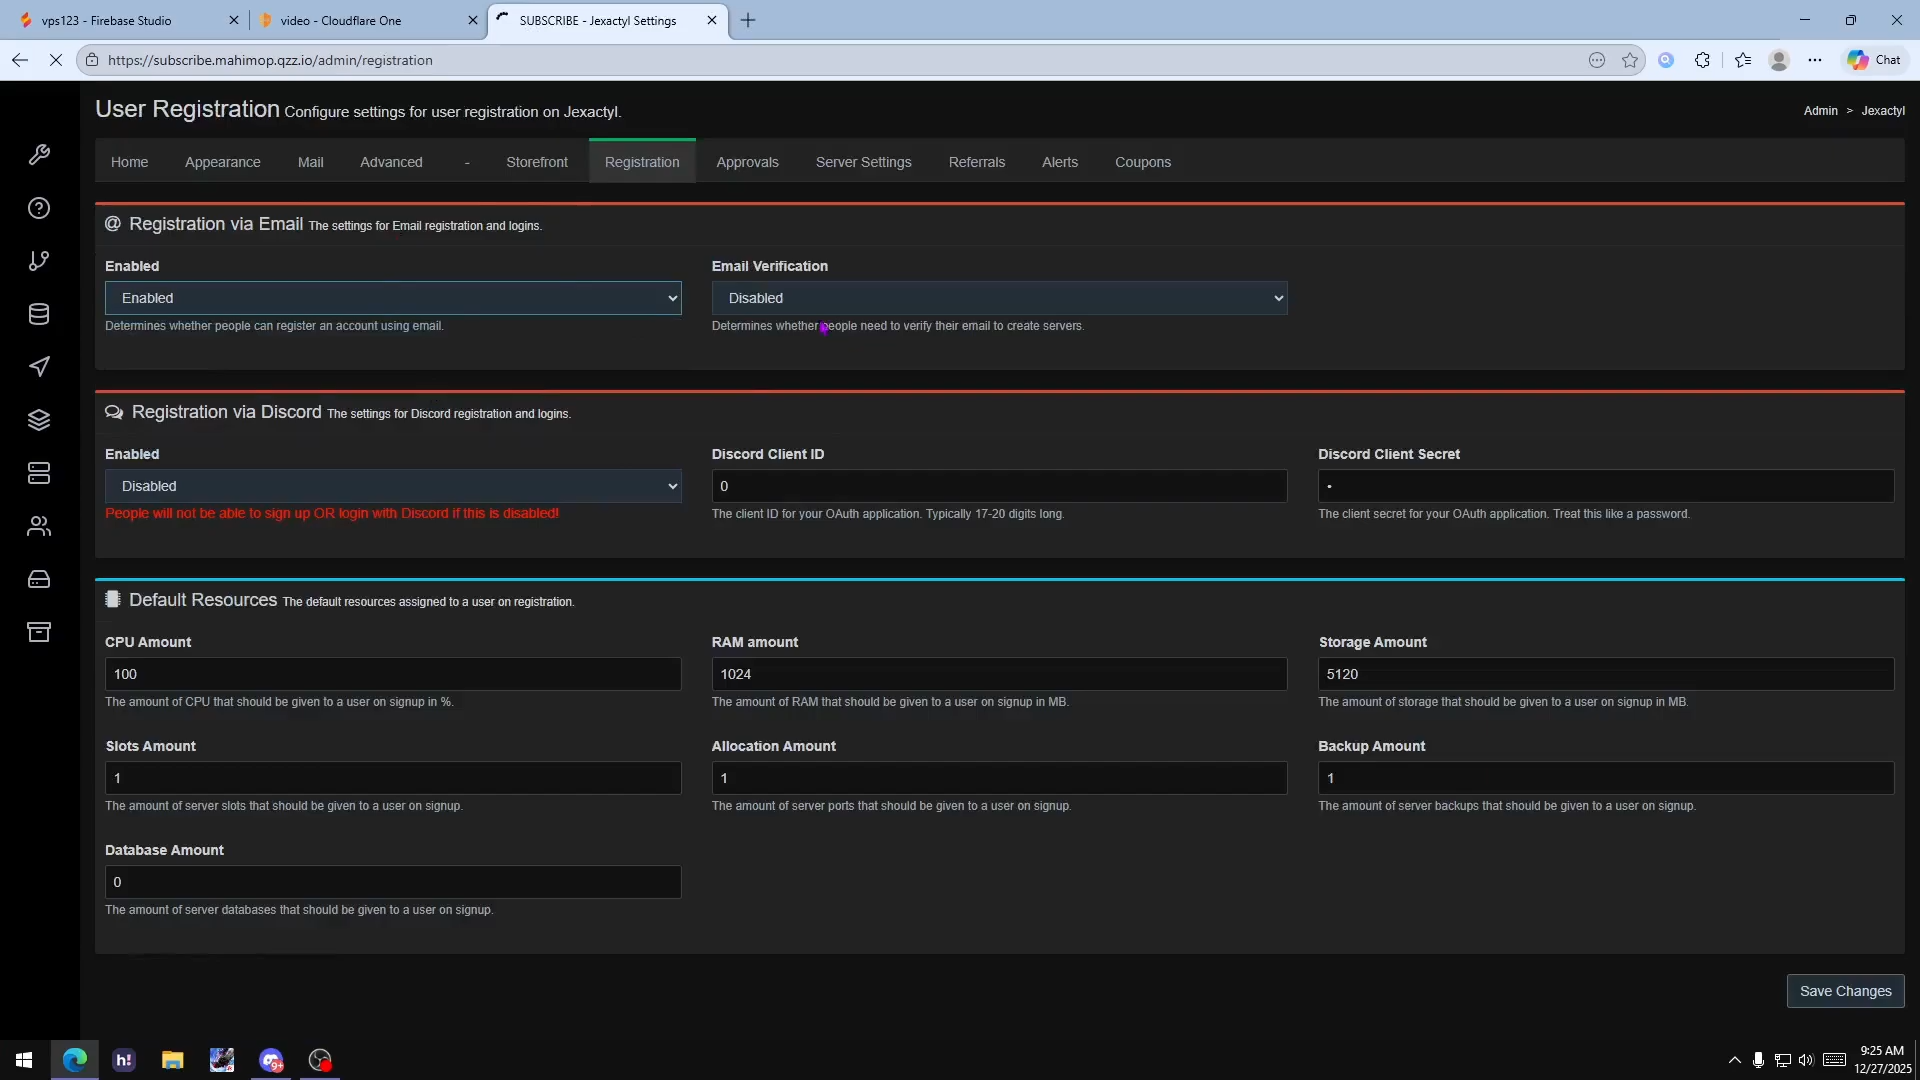 vps123 - Firebase Studio
video - Cloudflare One
SUBSCRIBE - Jexactyl Settings
https://subscribe.mahimop.qzz.io/admin/registration
Chat
User Registration Configure settings for user registration on Jexactyl.
Admin > Jexactyl
Home Appearance Mail Advanced - Storefront Registration Approvals Server Settings Referrals Alerts Coupons
@ Registration via Email The settings for Email registration and logins.
Enabled
Email Verification
Enabled
Disabled
Determines whether people can register an account using email.
Determines whether people need to verify their email to create servers.
Registration via Discord The settings for Discord registration and logins.
Enabled
Discord Client ID
Discord Client Secret
Disabled
0
•
People will not be able to sign up OR login with Discord if this is disabled!
The client ID for your OAuth application. Typically 17-20 digits long.
The client secret for your OAuth application. Treat this like a password.
Default Resources The default resources assigned to a user on registration.
CPU Amount
RAM amount
Storage Amount
100
1024
5120
The amount of CPU that should be given to a user on signup in %.
The amount of RAM that should be given to a user on signup in MB.
The amount of storage that should be given to a user on signup in MB.
Slots Amount
Allocation Amount
Backup Amount
1
1
1
The amount of server slots that should be given to a user on signup.
The amount of server ports that should be given to a user on signup.
The amount of server backups that should be given to a user on signup.
Database Amount
0
The amount of server databases that should be given to a user on signup.
Save Changes
h!
9+
9:25 AM
12/27/2025